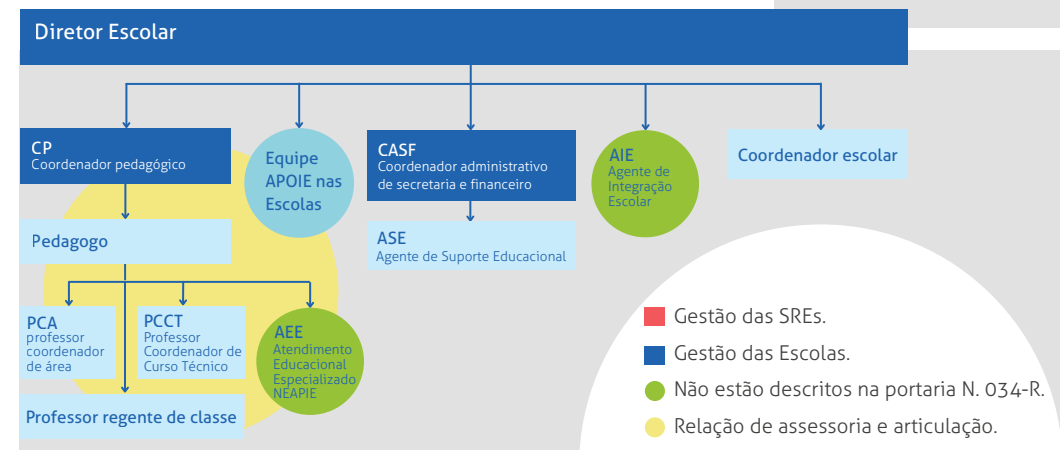 Diretor Escolar
CP
Coordenador pedagógico
Equipe
APOIE nas
Escolas
CASF
Coordenador administrativo
de secretaria e financeiro
AIE
Agente de
Integração
Escolar
Coordenador escolar
Pedagogo
ASE
Agente de Suporte Educacional
PCA
professor
coordenador
de área
PCCT
Professor
Coordenador de
Curso Técnico
AEE
Atendimento
Educacional
Especializado
NEAPIE
Professor regente de classe
Gestão das SREs.
Gestão das Escolas.
Não estão descritos na portaria N. 034-R.
Relação de assessoria e articulação.